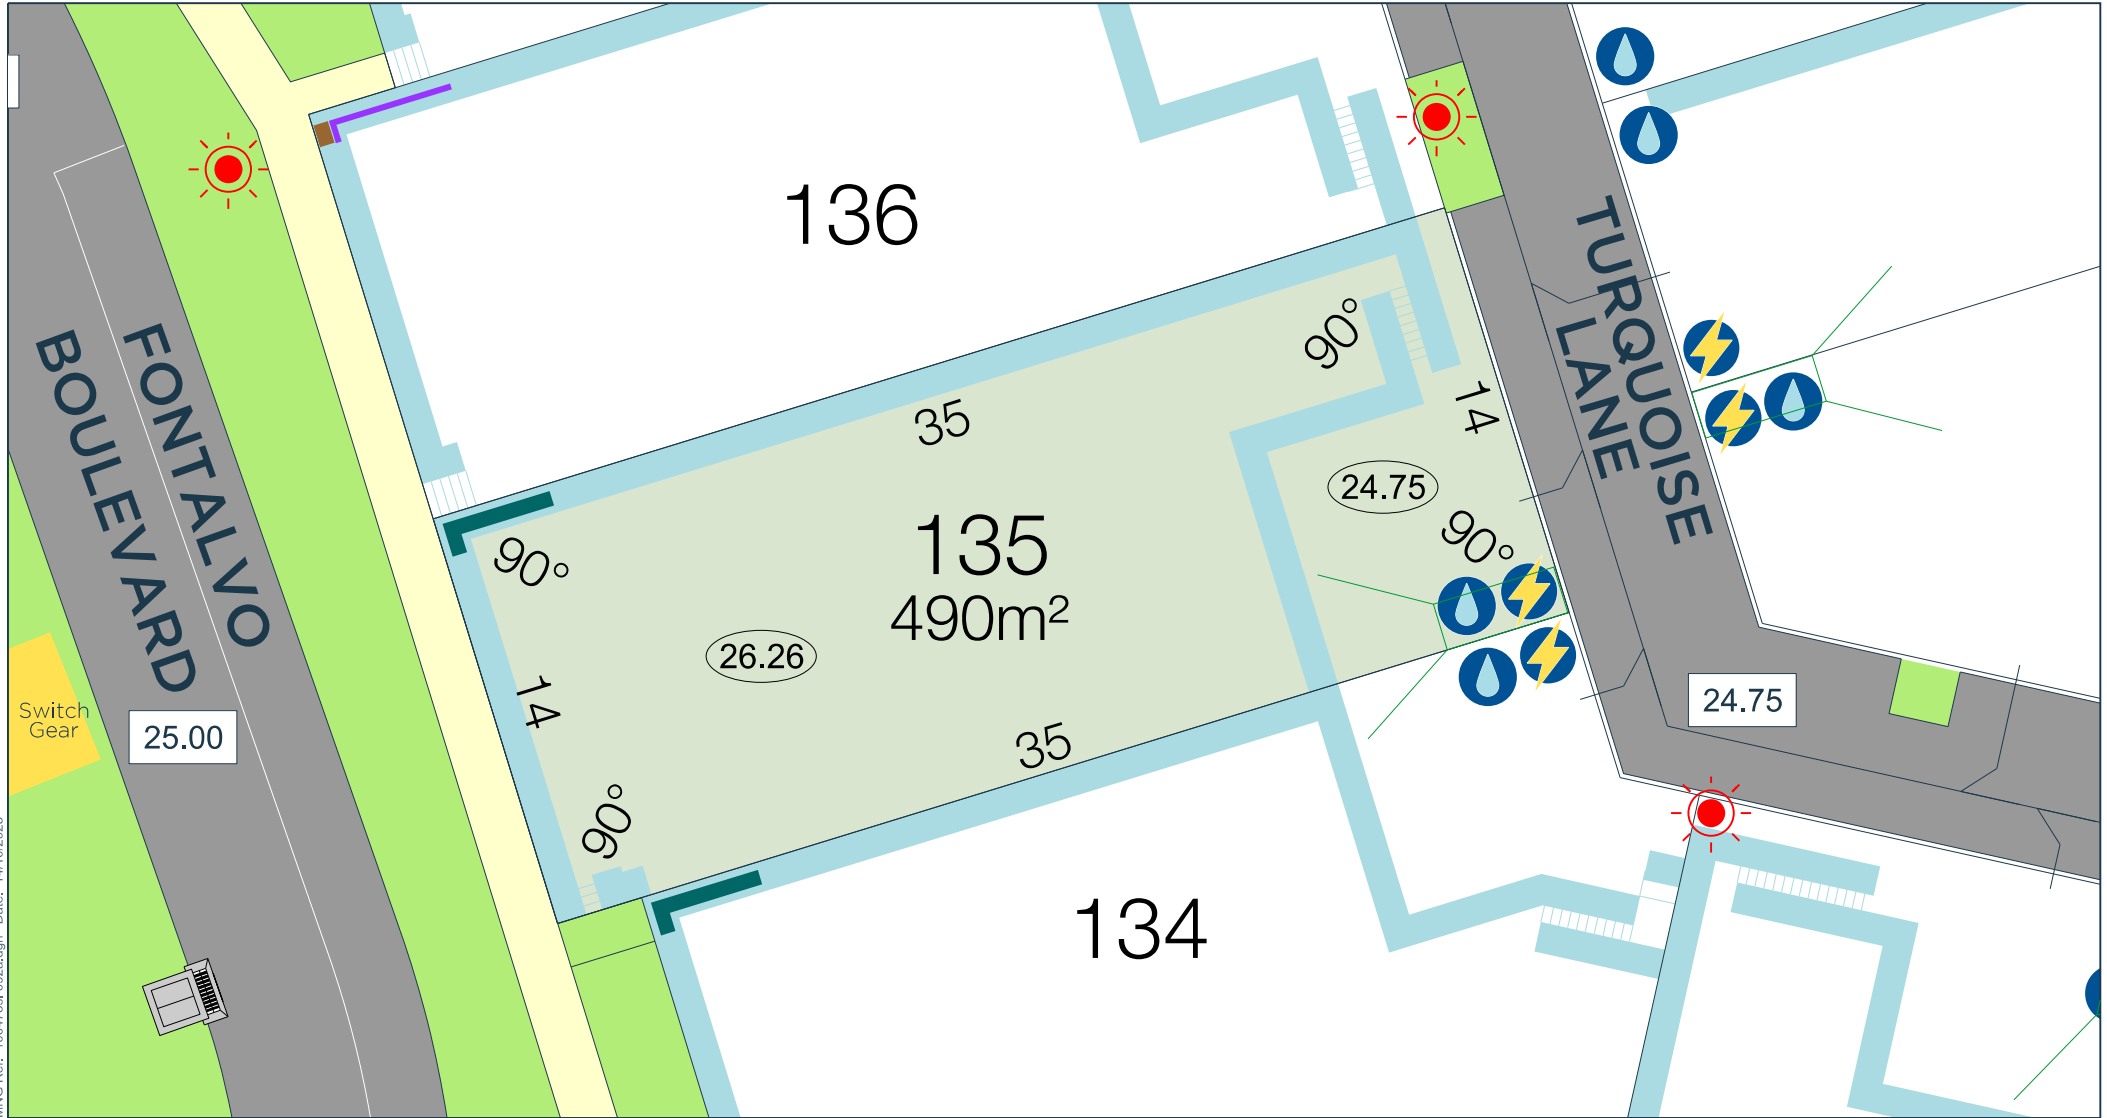 136
TURQUOISE
LANE
FONTALVO
BOULEVARD
90°
35
14
24.75
135
490m²
90°
90°
26.26
14
35
90°
Switch
Gear
25.00
24.75
134